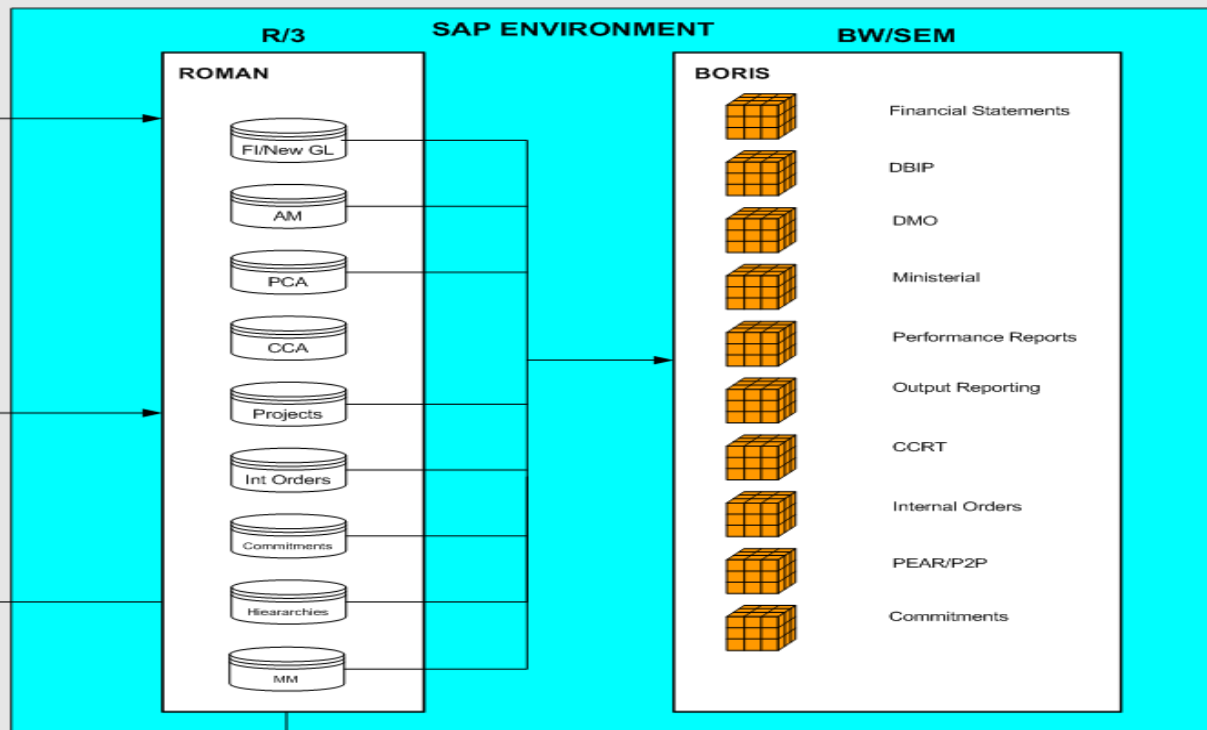 SAP ENVIRONMENT
R/3
BW/SEM
ROMAN
FI/New GL
AM
PCA
CCA
Projects
Int Orders
Commitments
Hieararchies
MM
BORIS
Financial Statements
DBIP
DMO
Ministerial
Performance Reports
Output Reporting
CCRT
Internal Orders
PEAR/P2P
Commitments